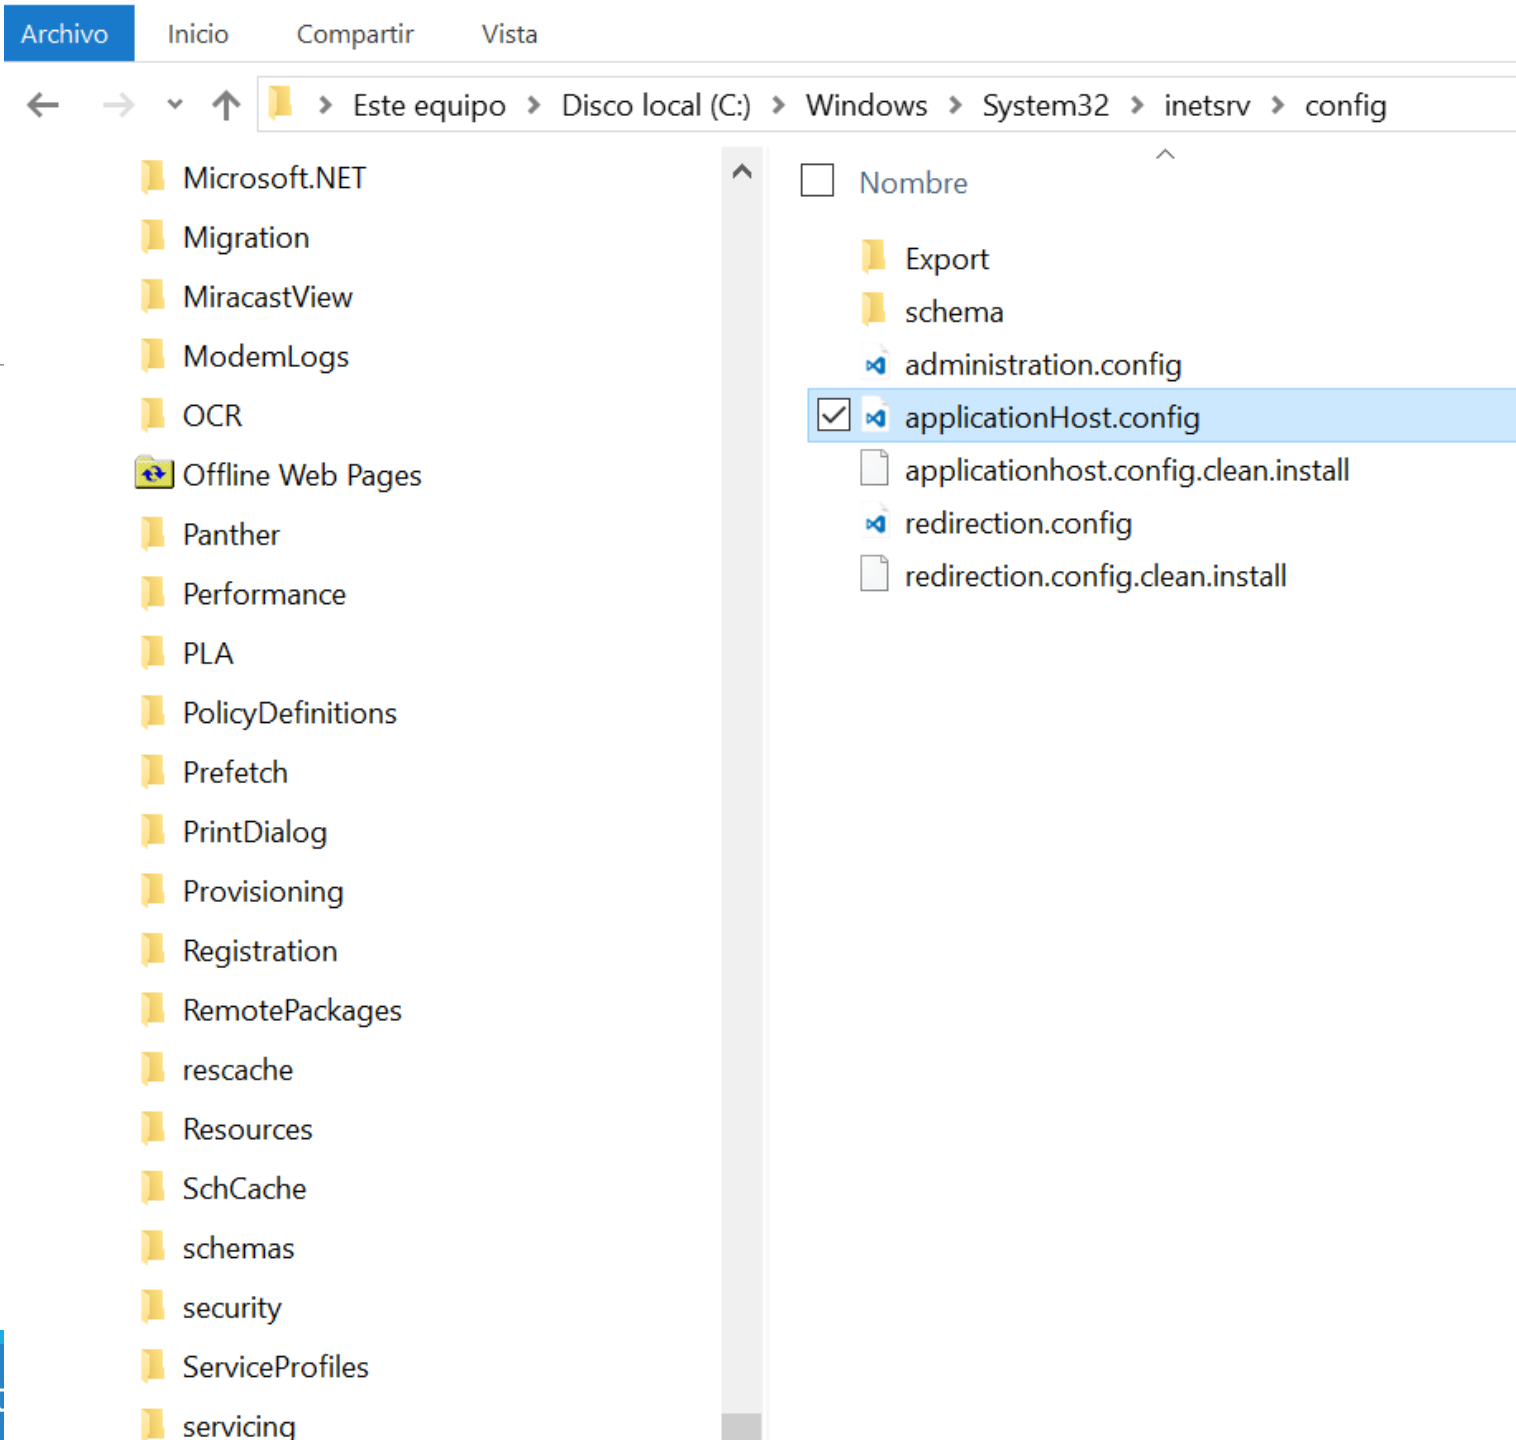 Archivo Inicio Compartir Vista
Este equipo Disco local (C:) Windows System32 inetsrv config
Microsoft.NET
Migration
MiracastView
ModemLogs
OCR
Offline Web Pages
Panther
Performance
PLA
PolicyDefinitions
Prefetch
PrintDialog
Provisioning
Registration
RemotePackages
rescache
Resources
SchCache
schemas
security
ServiceProfiles
servicing
Nombre
Export
schema
administration.config
applicationHost.config
applicationhost.config.clean.install
redirection.config
redirection.config.clean.install